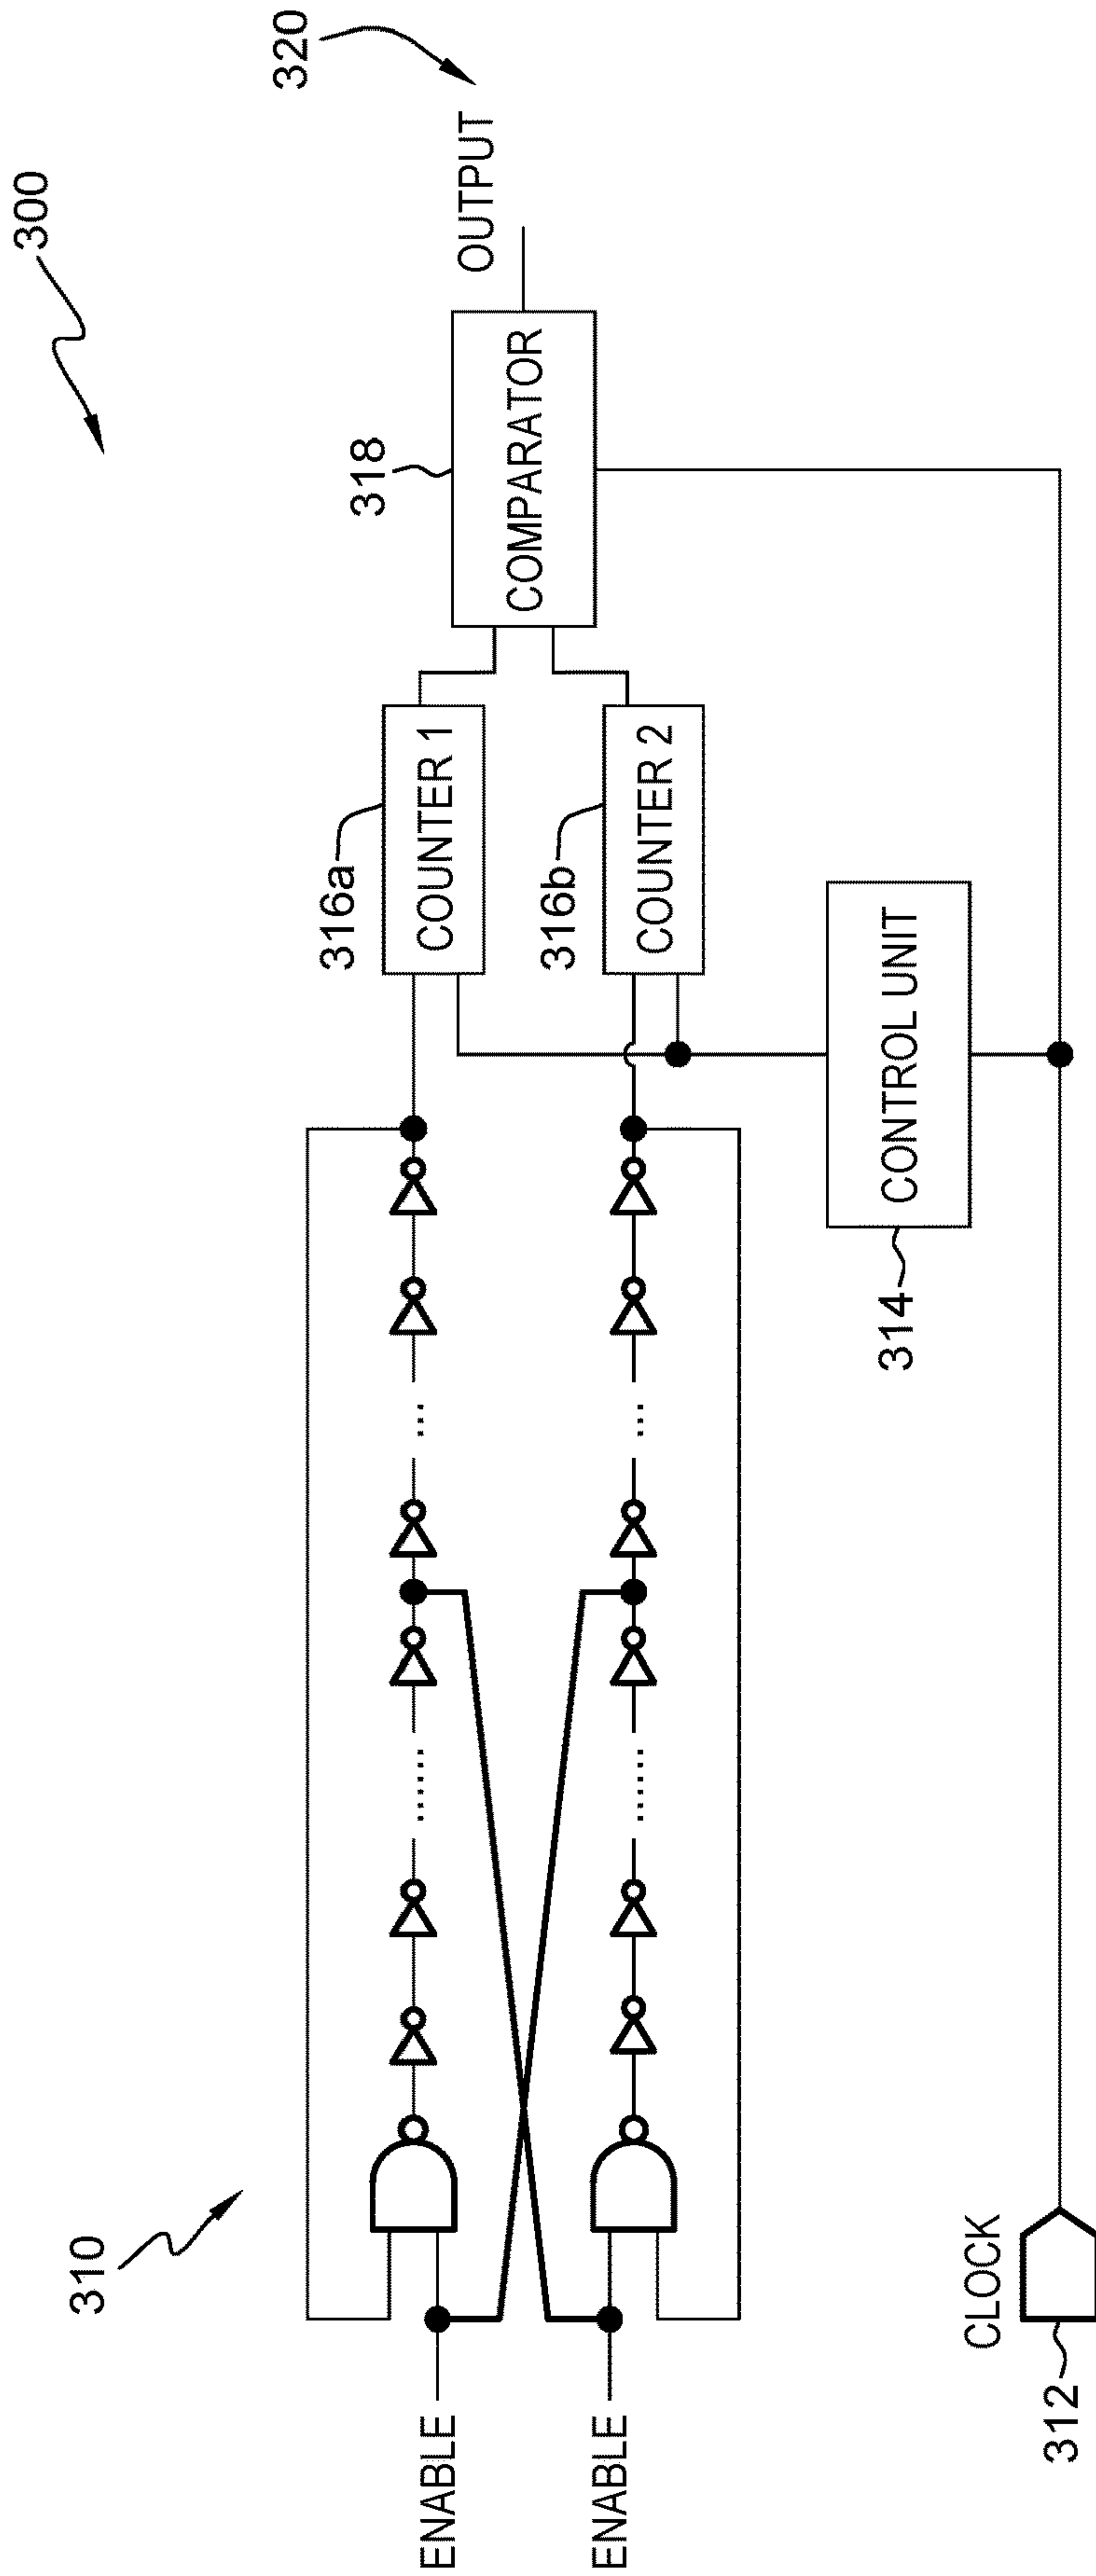 300
310
320
OUTPUT
318
COMPARATOR
316a
COUNTER 1
316b
COUNTER 2
ENABLE
ENABLE
...
......
...
......
314
CONTROL UNIT
CLOCK
312